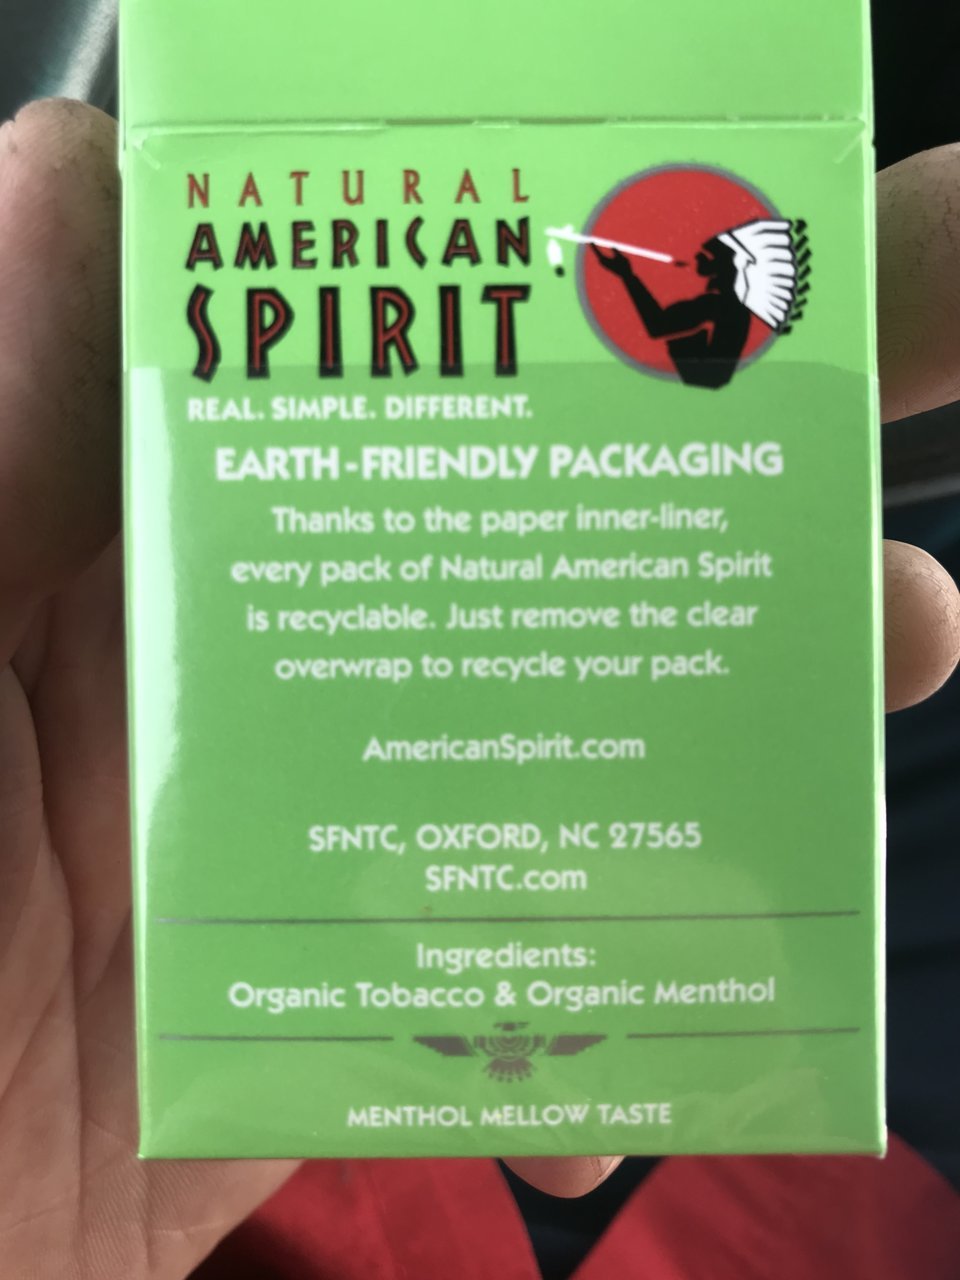 NATURAL
AMERICAN
SPIRIT
REAL. SIMPLE. DIFFERENT.
EARTH-FRIENDLY PACKAGING
Thanks to the paper inner-liner,
every pack of Natural American Spirit
is recyclable. Just remove the clear
overwrap to recycle your pack.
AmericanSpirit.com
SFNTC, OXFORD, NC 27565
SFNTC.com
Ingredients:
Organic Tobacco & Organic Menthol
MENTHOL MELLOW TASTE